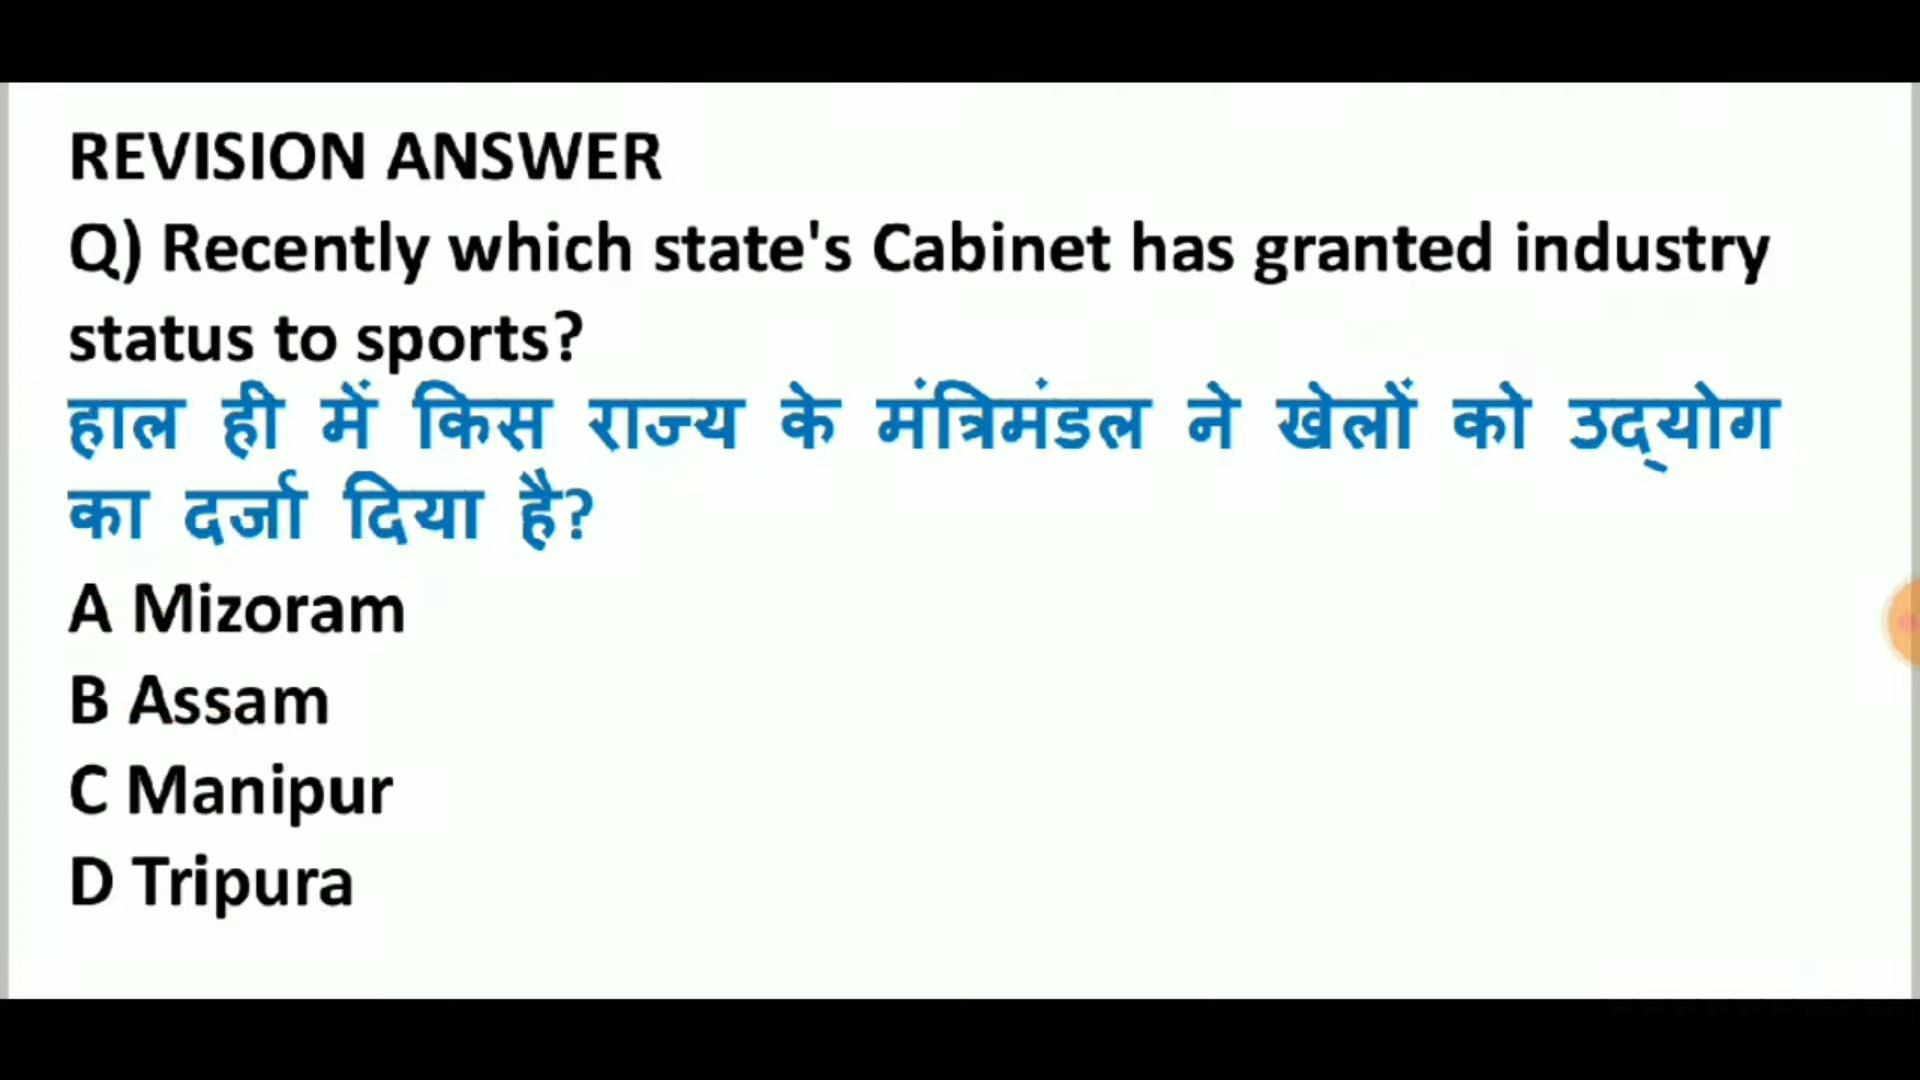 REVISION ANSWER
Q) Recently which state's Cabinet has granted industry
status to sports?
हाल ही में किस राज्य के मंत्रिमंडल ने खेलों को उद्‌योग
का दर्जा दिया है?
A Mizoram
B Assam
C Manipur
D Tripura